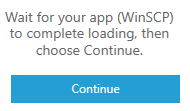 Wait for your app (WinSCP)
to complete loading, then
choose Continue.
Continue